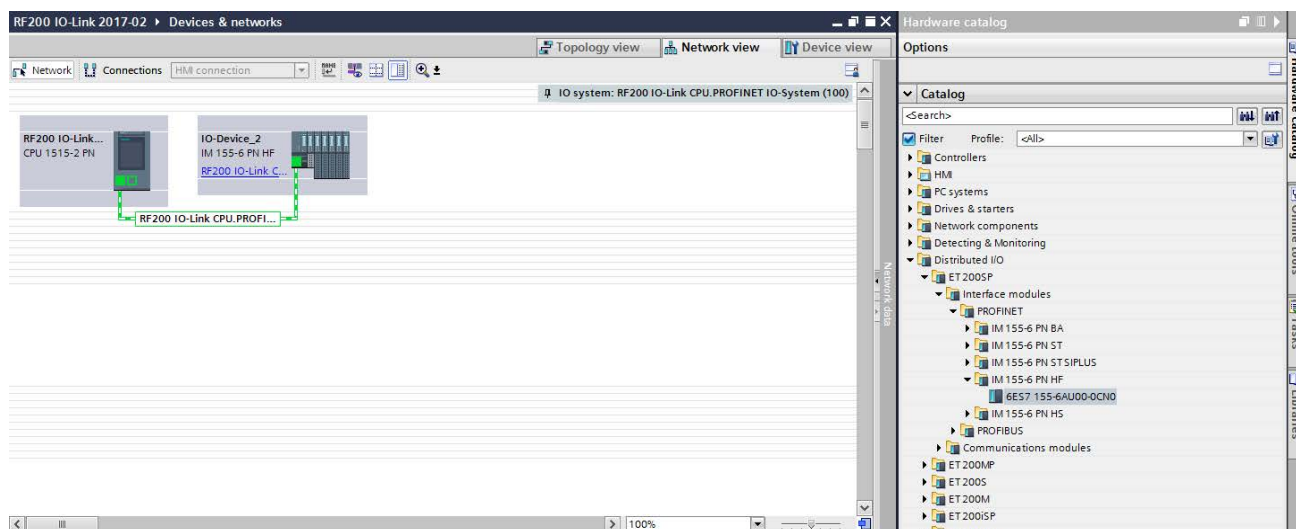 RF200 IO-Link 2017-02 ▸ Devices & networks
Topology view
Network view
Device view
Network
Connections
HMI connection
IO system: RF200 IO-Link CPU.PROFINET IO-System (100)
RF200 IO-Link...
CPU 1515-2 PN
IO-Device_2
IM 155-6 PN HF
RF200 IO-Link C...
RF200 IO-Link CPU.PROFI...
100%
Network data
Hardware catalog
Options
Catalog
<Search>
Filter
Profile:
<All>
Controllers
HMI
PC systems
Drives & starters
Network components
Detecting & Monitoring
Distributed I/O
ET 200SP
Interface modules
PROFINET
IM 155-6 PN BA
IM 155-6 PN ST
IM 155-6 PN ST SIPLUS
IM 155-6 PN HF
6ES7 155-6AU00-0CN0
IM 155-6 PN HS
PROFIBUS
Communications modules
ET 200MP
ET 200S
ET 200M
ET 200iSP
Hardware catalog
Online tools
Tasks
Libraries